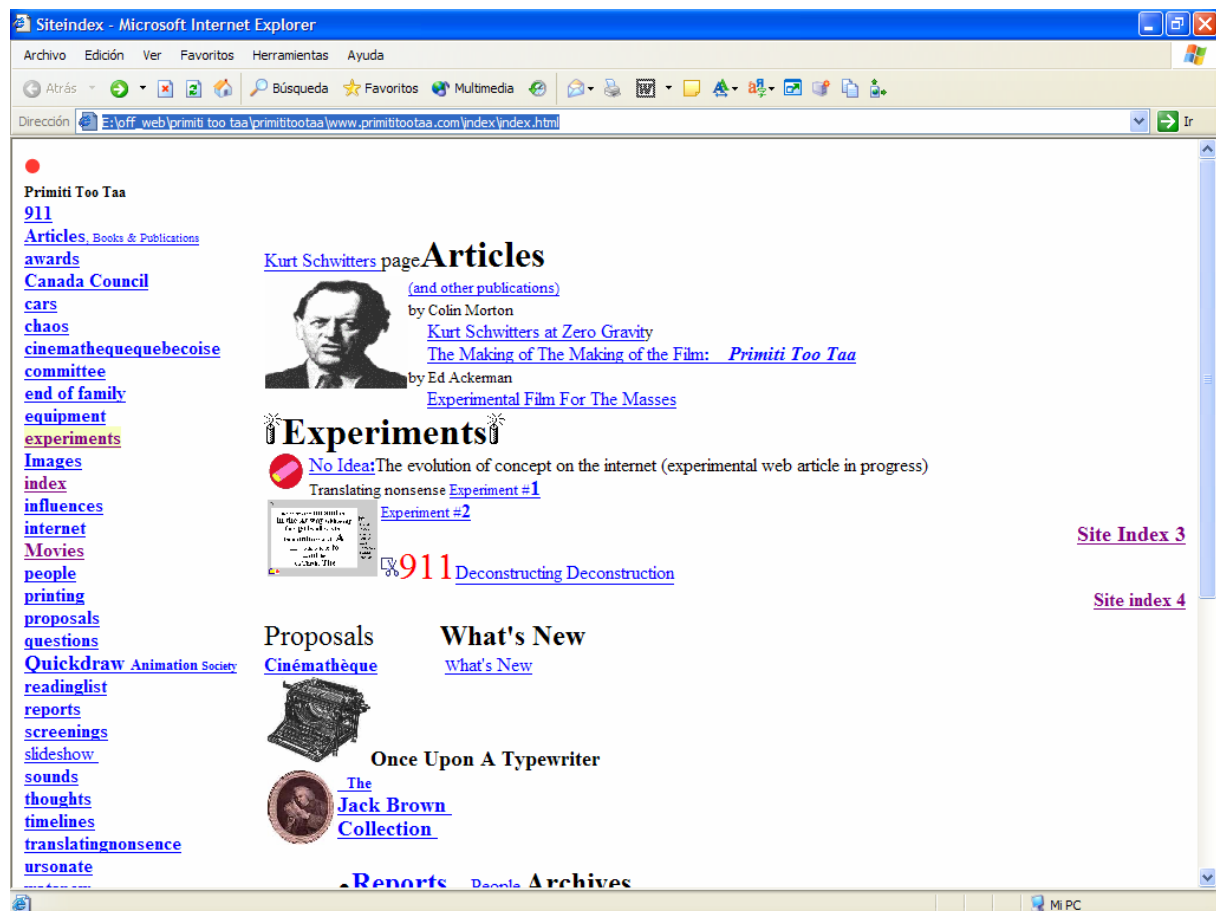 Siteindex - Microsoft Internet Explorer
Archivo Edición Ver Favoritos Herramientas Ayuda
Atrás Búsqueda Favoritos Multimedia
Dirección E:\off_web\primiti too taa\primititootaa\www.primititootaa.com\index\index.html Ir
Primiti Too Taa
911
Articles, Books & Publications
awards
Canada Council
cars
chaos
cinemathequequebecoise
committee
end of family
equipment
experiments
Images
index
influences
internet
Movies
people
printing
proposals
questions
Quickdraw Animation Society
readinglist
reports
screenings
slideshow
sounds
thoughts
timelines
translatingnonsence
ursonate
Kurt Schwitters page Articles
(and other publications)
by Colin Morton
Kurt Schwitters at Zero Gravity
The Making of The Making of the Film: Primiti Too Taa
by Ed Ackerman
Experimental Film For The Masses
Experiments
No Idea:The evolution of concept on the internet (experimental web article in progress)
Translating nonsense Experiment #1
Experiment #2
911 Deconstructing Deconstruction
Site Index 3
Site index 4
Proposals What's New
Cinémathèque What's New
Once Upon A Typewriter
The
Jack Brown
Collection
Reports People Archives
Mi PC